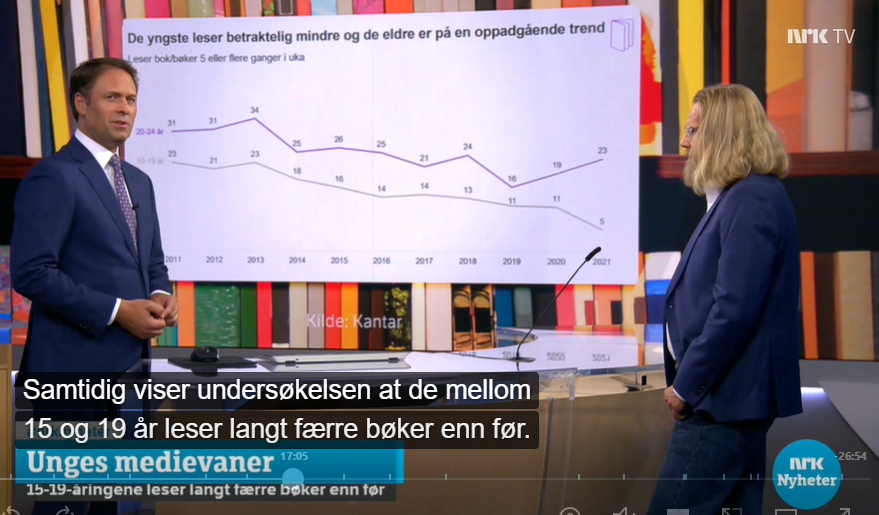 NRK TV
De yngste leser betraktelig mindre og de eldre er på en oppadgående trend
Leser bok/bøker 5 eller flere ganger i uka
34
31
31
20-24 år
25
26
25
21
24
16
19
23
15-19 år
23
21
23
18
16
14
14
13
11
11
5
2011 2012 2013 2014 2015 2016 2017 2018 2019 2020 2021
Kilde: Kantar
Samtidig viser undersøkelsen at de mellom
15 og 19 år leser langt færre bøker enn før.
Unges medievaner
17:05
-26:54
15-19-åringene leser langt færre bøker enn før
NRK
Nyheter